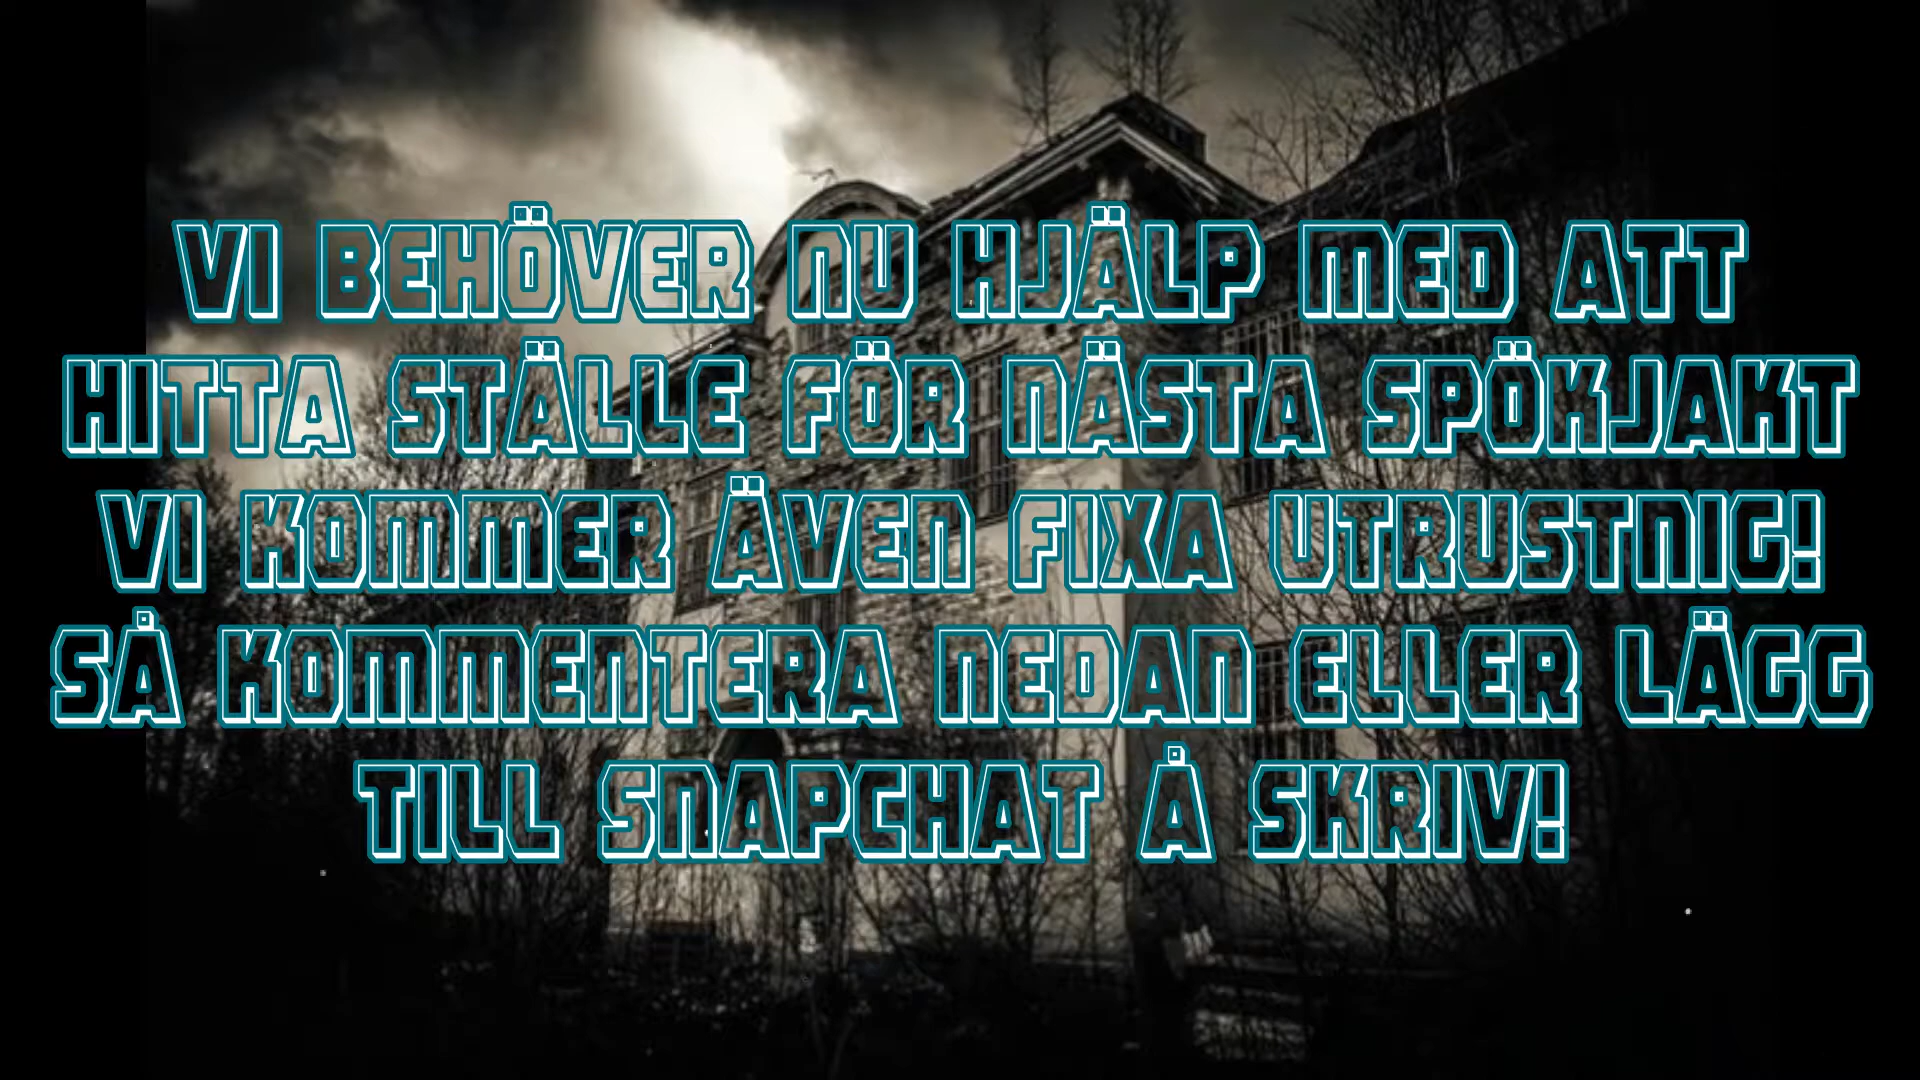 VI BEHÖVER NU HJÄLP MED ATT
HITTA STÄLLE FÖR NÄSTA SPÖKJAKT
VI KOMMER ÄVEN FIXA UTRUSTNIG!
SÅ KOMMENTERA NEDAN ELLER LÄGG
TILL SNAPCHAT Å SKRIV!